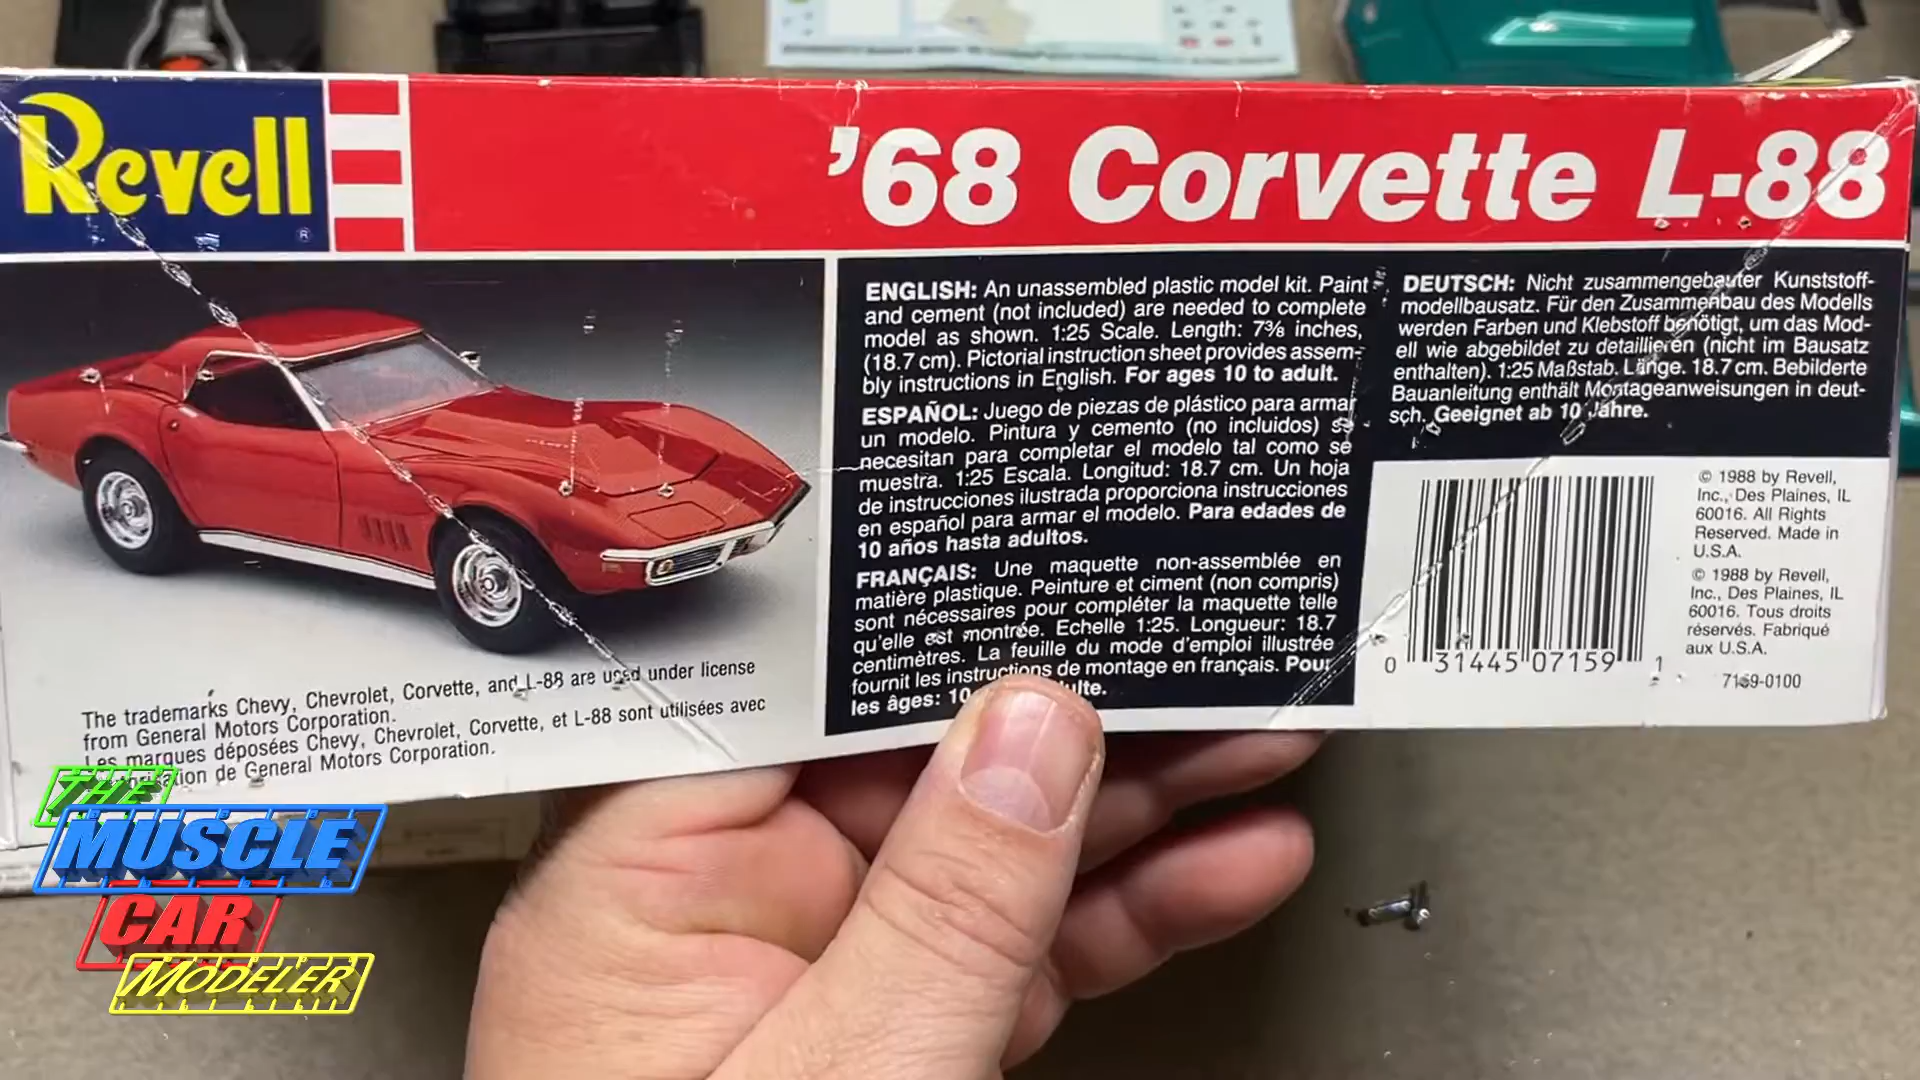 Revell
®
'68 Corvette L-88
ENGLISH: An unassembled plastic model kit. Paint
and cement (not included) are needed to complete
model as shown. 1:25 Scale. Length: 7⅜ inches,
(18.7 cm). Pictorial instruction sheet provides assem-
bly instructions in English. For ages 10 to adult.
ESPAÑOL: Juego de piezas de plástico para armar
un modelo. Pintura y cemento (no incluidos) se
necesitan para completar el modelo tal como se
muestra. 1:25 Escala. Longitud: 18.7 cm. Un hoja
de instrucciones ilustrada proporciona instrucciones
en español para armar el modelo. Para edades de
10 años hasta adultos.
FRANÇAIS: Une maquette non-assemblée en
matière plastique. Peinture et ciment (non compris)
sont nécessaires pour compléter la maquette telle
qu'elle est montrée. Echelle 1:25. Longueur: 18.7
centimètres. La feuille du mode d'emploi illustrée
fournit les instructions de montage en français. Pour
les âges: 10
DEUTSCH: Nicht zusammengebauter Kunststoff-
modellbausatz. Für den Zusammenbau des Modells
werden Farben und Klebstoff benötigt, um das Mod-
ell wie abgebildet zu detaillieren (nicht im Bausatz
enthalten). 1:25 Maßstab. Länge. 18.7 cm. Bebilderte
Bauanleitung enthält Montageanweisungen in deut-
sch. Geeignet ab 10 Jahre.
0 31445 07159 1
© 1988 by Revell,
Inc., Des Plaines, IL
60016. All Rights
Reserved. Made in
U.S.A.
© 1988 by Revell,
Inc., Des Plaines, IL
60016. Tous droits
réservés. Fabriqué
aux U.S.A.
7159-0100
The trademarks Chevy, Chevrolet, Corvette, and L-88 are used under license
from General Motors Corporation.
Les marques déposées Chevy, Chevrolet, Corvette, et L-88 sont utilisées avec
de General Motors Corporation.
THE
MUSCLE
CAR
MODELER